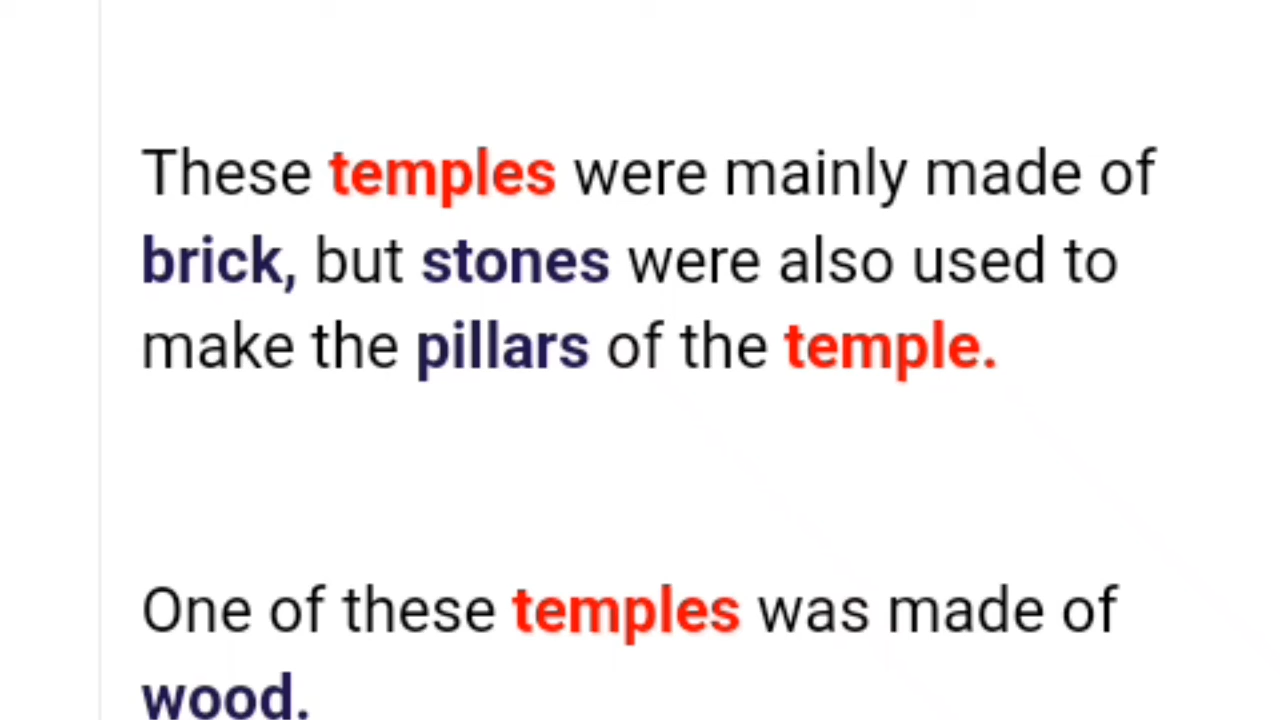 These temples were mainly made of
brick, but stones were also used to
make the pillars of the temple.
One of these temples was made of
wood.